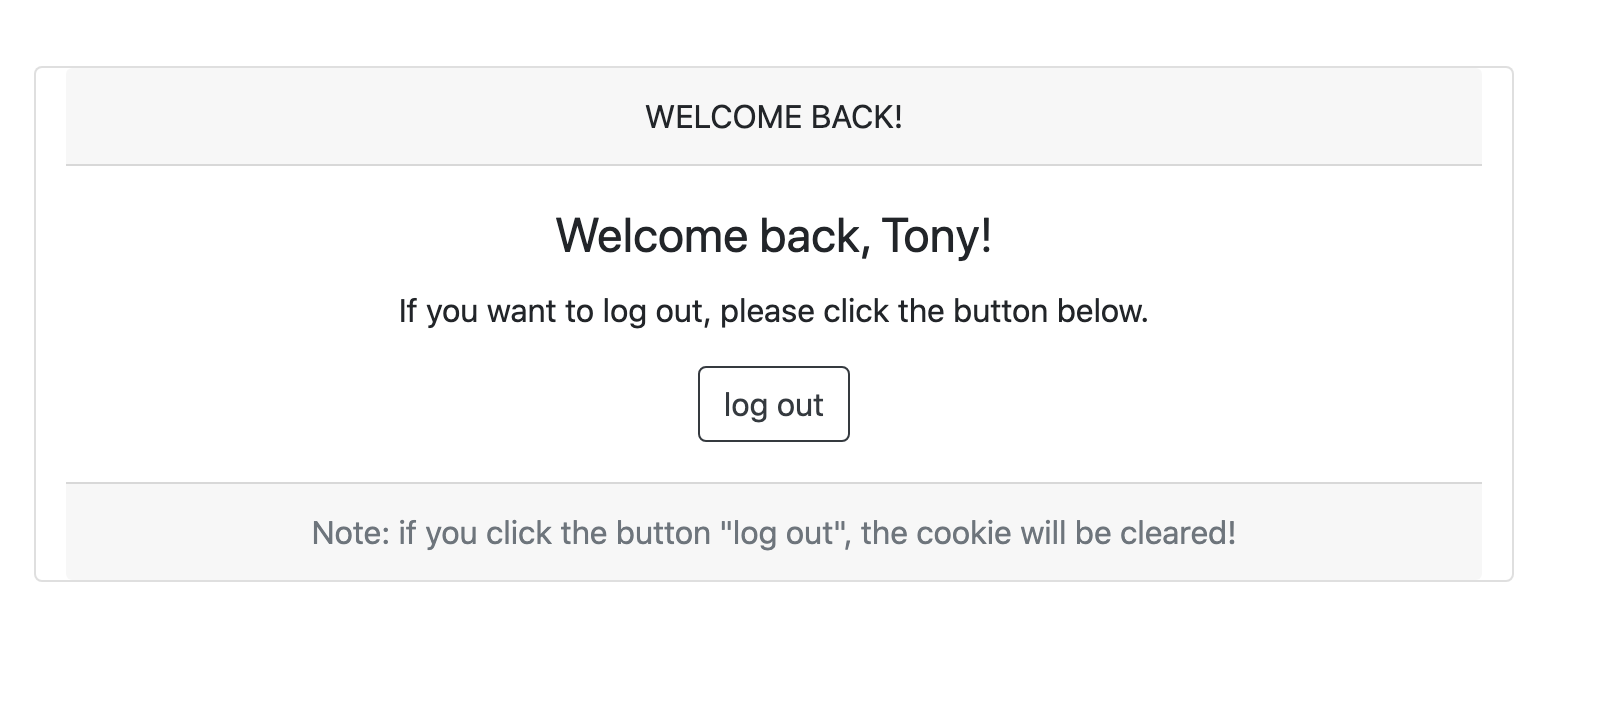 WELCOME BACK!
Welcome back, Tony!
If you want to log out, please click the button below.
log out
Note: if you click the button "log out", the cookie will be cleared!